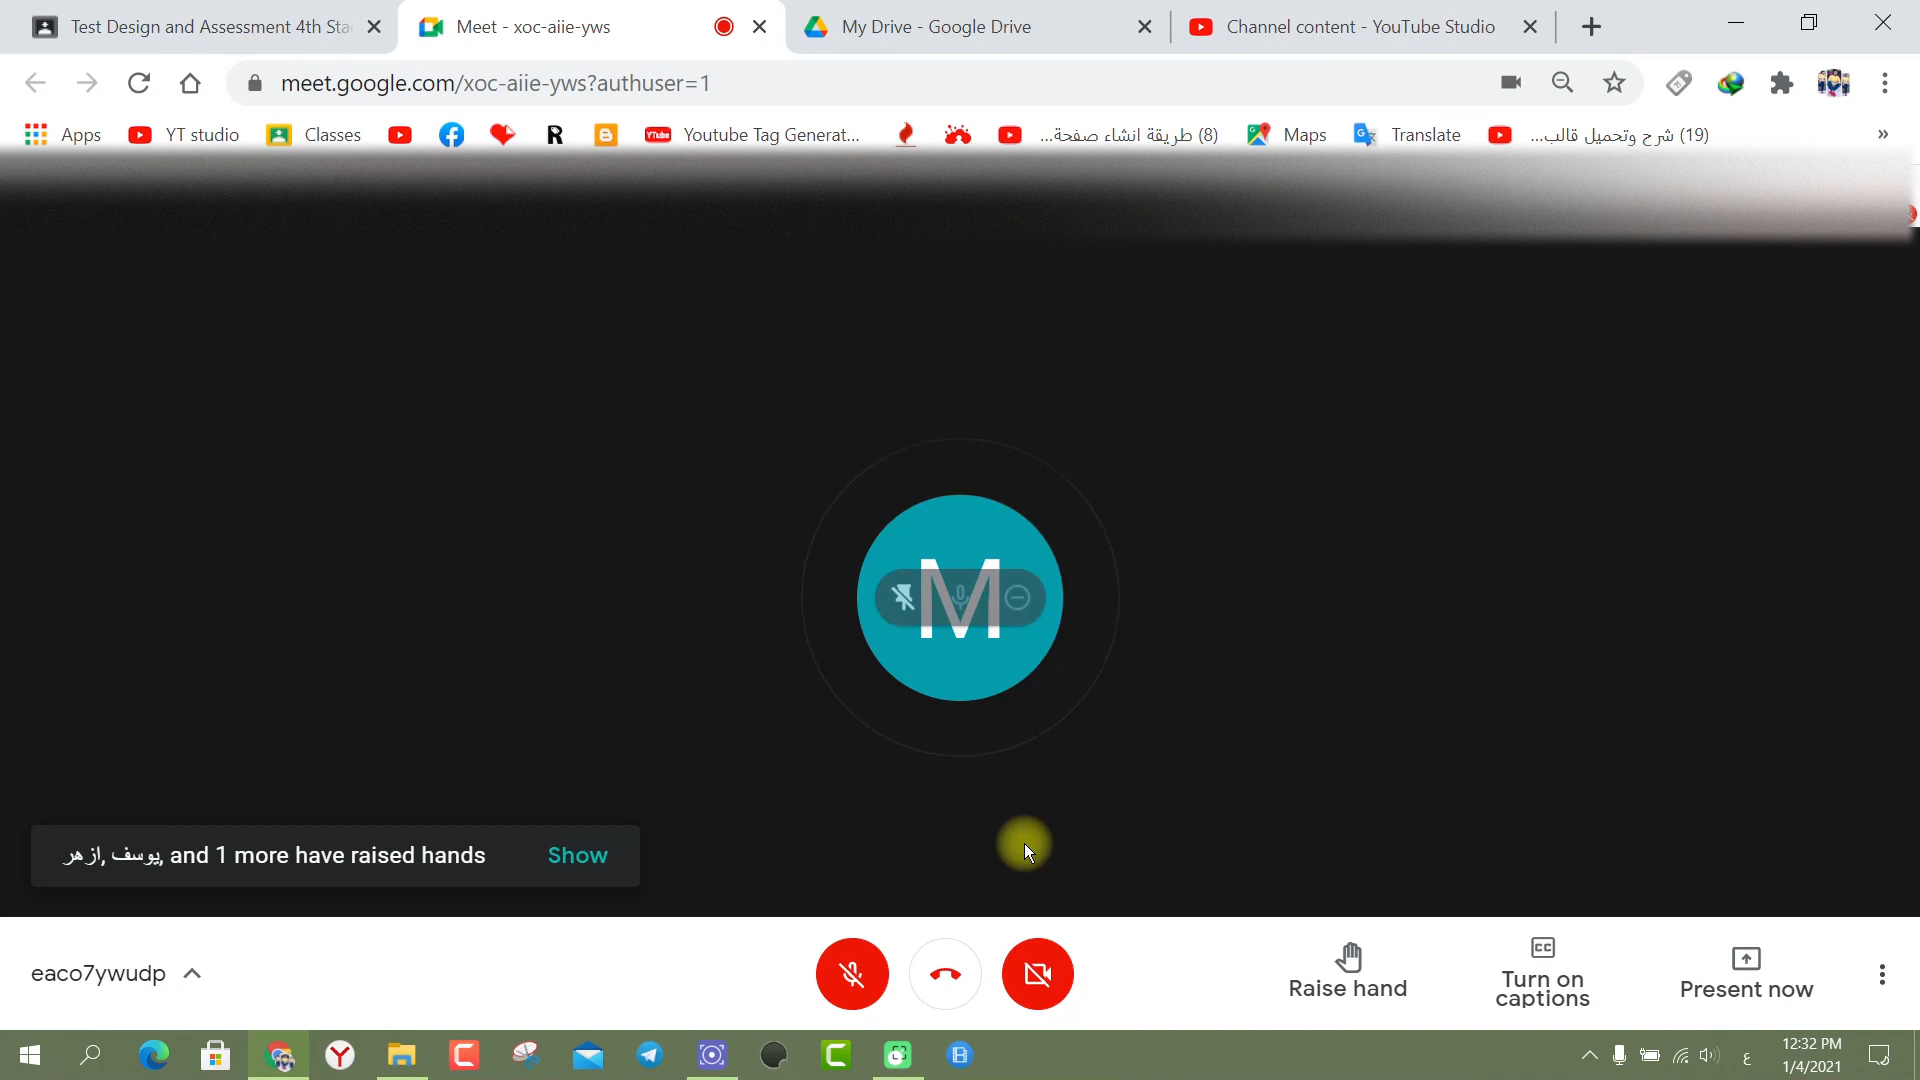 Test Design and Assessment 4th Sta
Meet - xoc-aiie-yws
My Drive - Google Drive
Channel content - YouTube Studio
meet.google.com/xoc-aiie-yws?authuser=1
Apps
YT studio
Classes
R
YTube
Youtube Tag Generat...
(8) طريقة انشاء صفحة...
Maps
Translate
(19) شرح وتحميل قالب...
»
M
ازهر, يوسف, and 1 more have raised hands
Show
eaco7ywudp
Raise hand
CC
Turn on
captions
Present now
ع
12:32 PM
1/4/2021